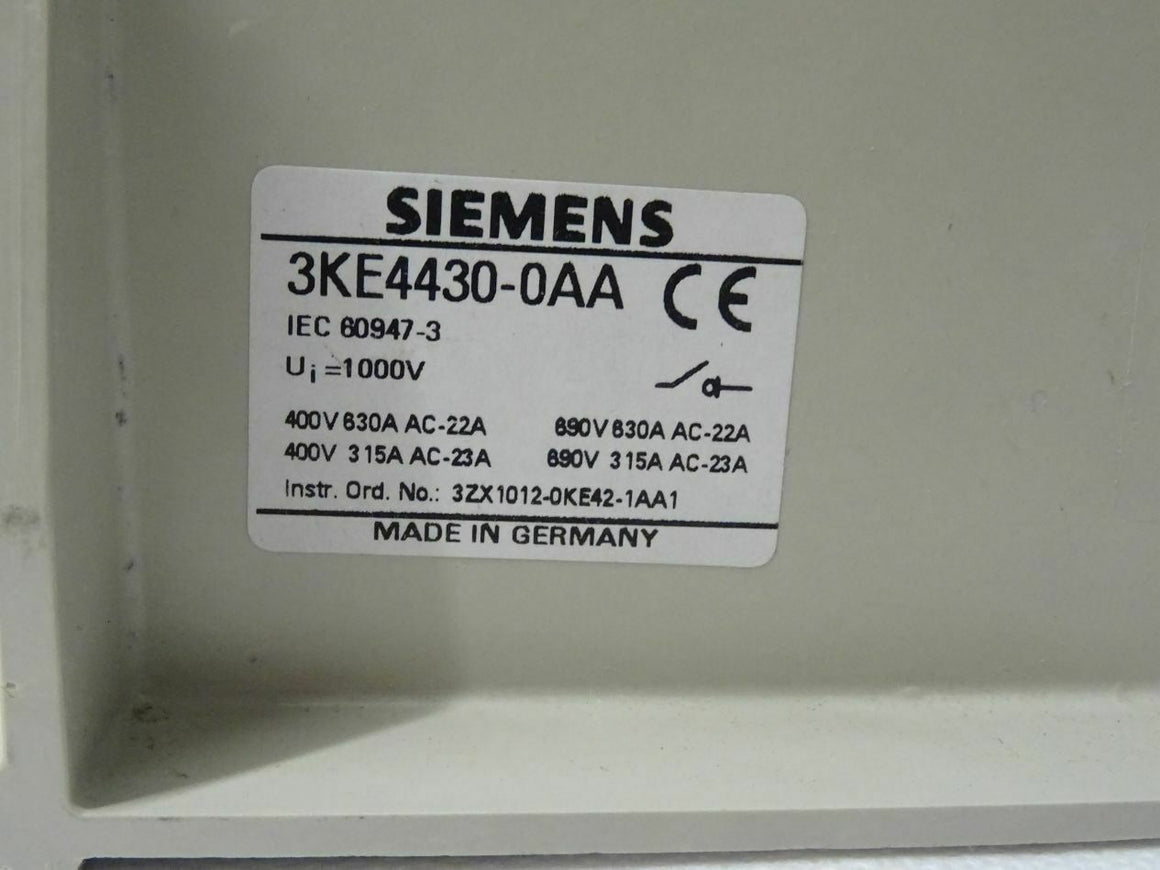 SIEMENS
3KE4430-0AA CE
IEC 60947-3
Ui =1000V
400V 630A AC-22A 690V 630A AC-22A
400V 315A AC-23A 690V 315A AC-23A
Instr. Ord. No.: 3ZX1012-0KE42-1AA1
MADE IN GERMANY